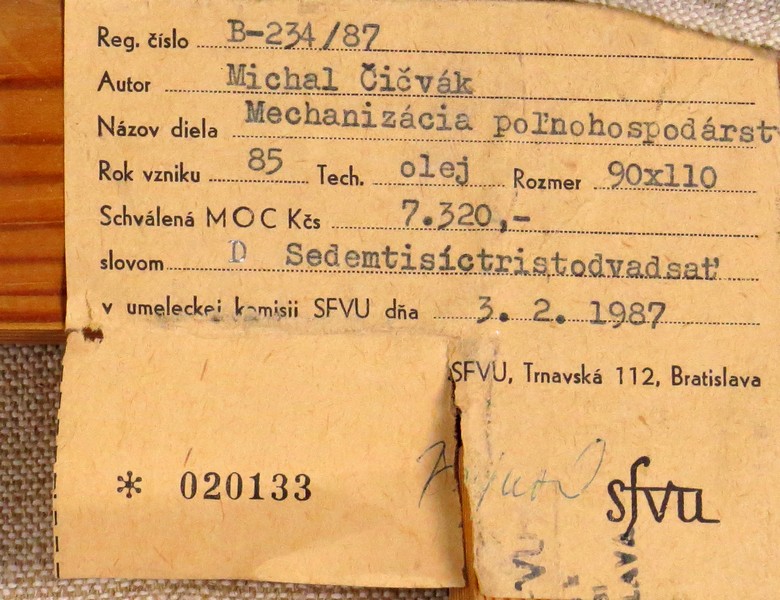 Reg. číslo B-234/87
Autor Michal Čičvák
Názov diela Mechanizácia poľnohospodárst
Rok vzniku 85 Tech. olej Rozmer 90x110
Schválená MOC Kčs 7.320,-
slovom D Sedemtisíctristodvadsať
v umeleckej komisii SFVU dňa 3. 2. 1987
SFVU, Trnavská 112, Bratislava
* 020133
sfvu